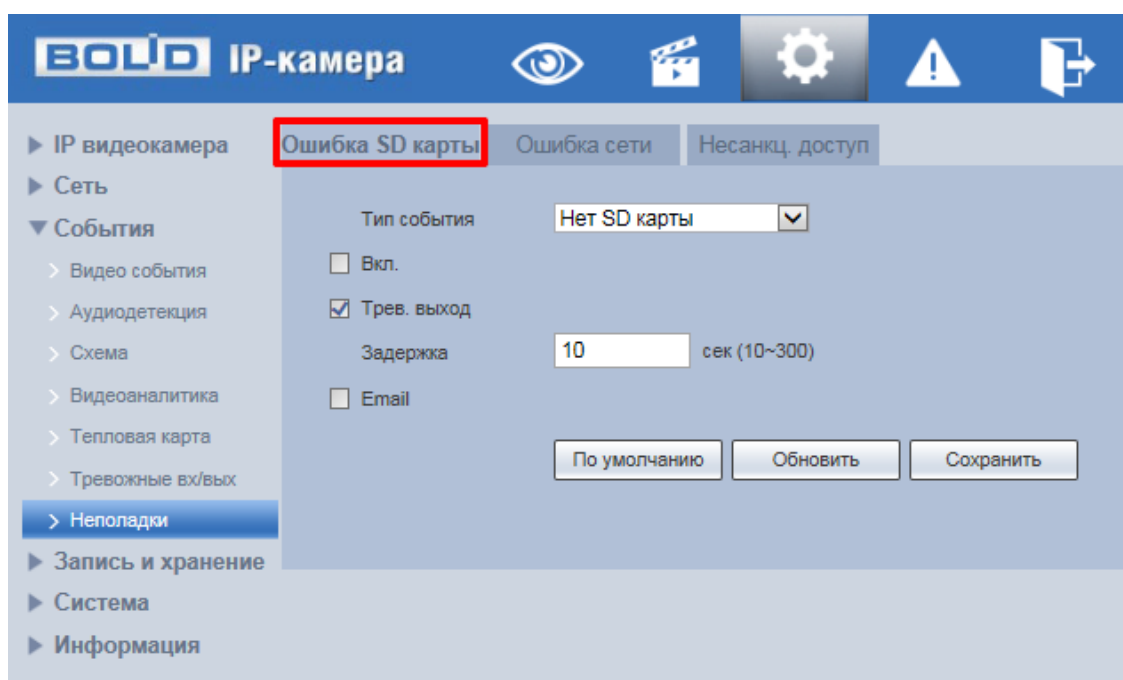 BOLID IP-камера
IP видеокамера
Сеть
События
Видео события
Аудиодетекция
Схема
Видеоаналитика
Тепловая карта
Тревожные вх/вых
Неполадки
Запись и хранение
Система
Информация
Ошибка SD карты Ошибка сети Несанкц. доступ
Тип события Нет SD карты
Вкл.
Трев. выход
Задержка 10 сек (10~300)
Email
По умолчанию Обновить Сохранить